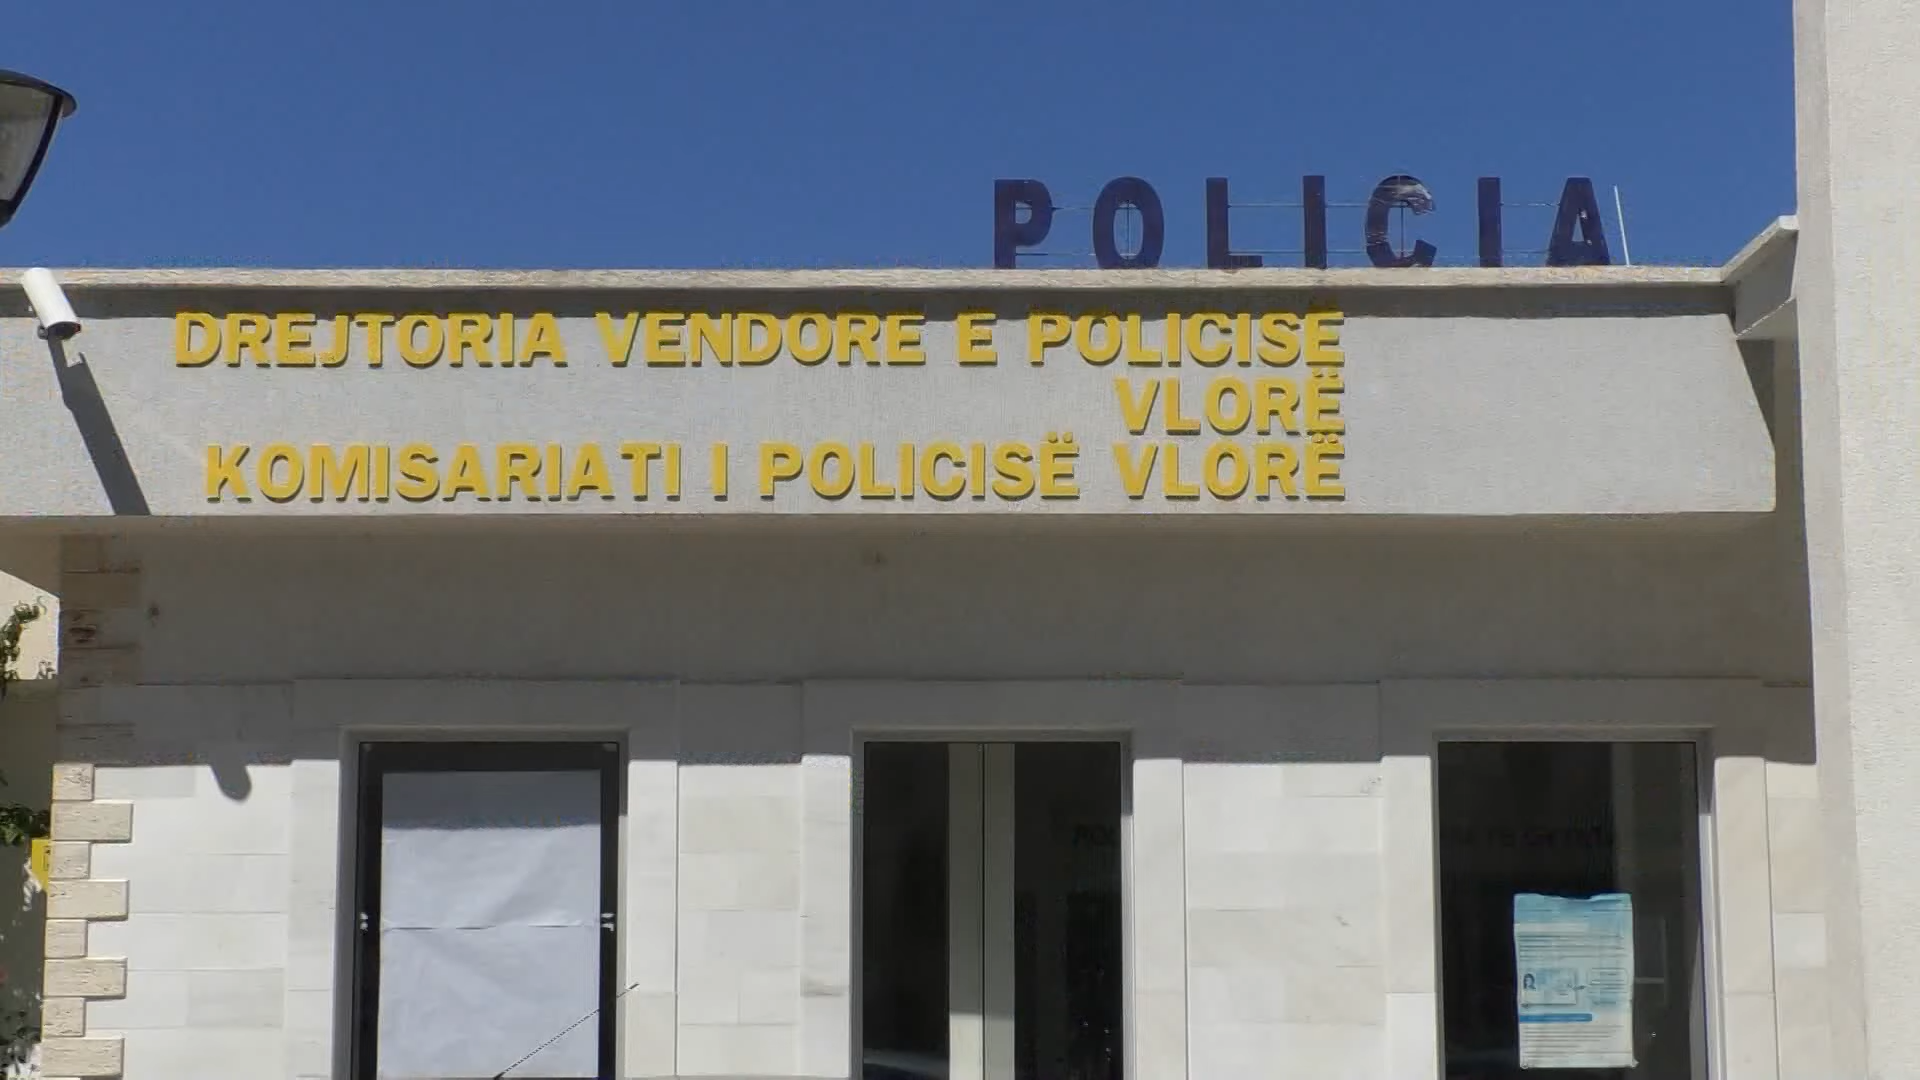 POLICIA
DREJTORIA VENDORE E POLICISË
VLORË
KOMISARIATI I POLICISË VLORË